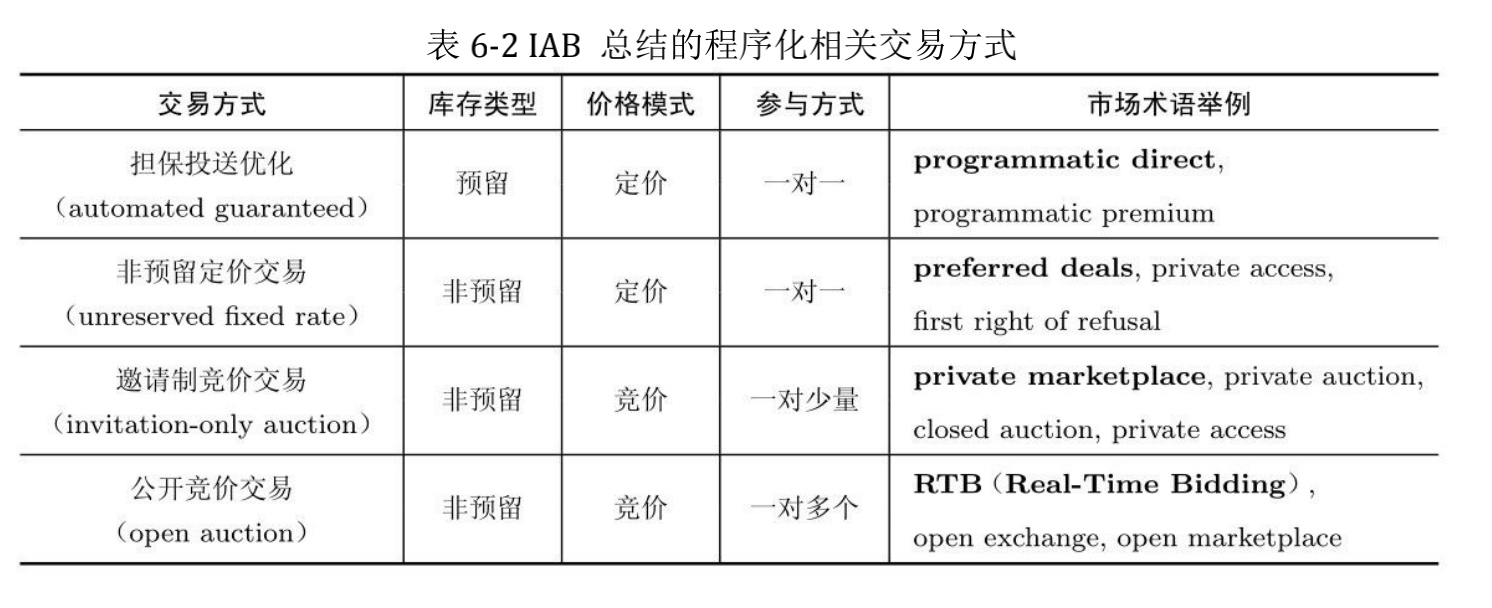 表 6-2 IAB 总结的程序化相关交易方式
交易方式 库存类型 价格模式 参与方式 市场术语举例
担保投送优化
（automated guaranteed）
预留 定价 一对一
programmatic direct,
programmatic premium
非预留定价交易
（unreserved fixed rate）
非预留 定价 一对一
preferred deals, private access,
first right of refusal
邀请制竞价交易
（invitation-only auction）
非预留 竞价 一对少量
private marketplace, private auction,
closed auction, private access
公开竞价交易
（open auction）
非预留 竞价 一对多个
RTB（Real-Time Bidding）,
open exchange, open marketplace